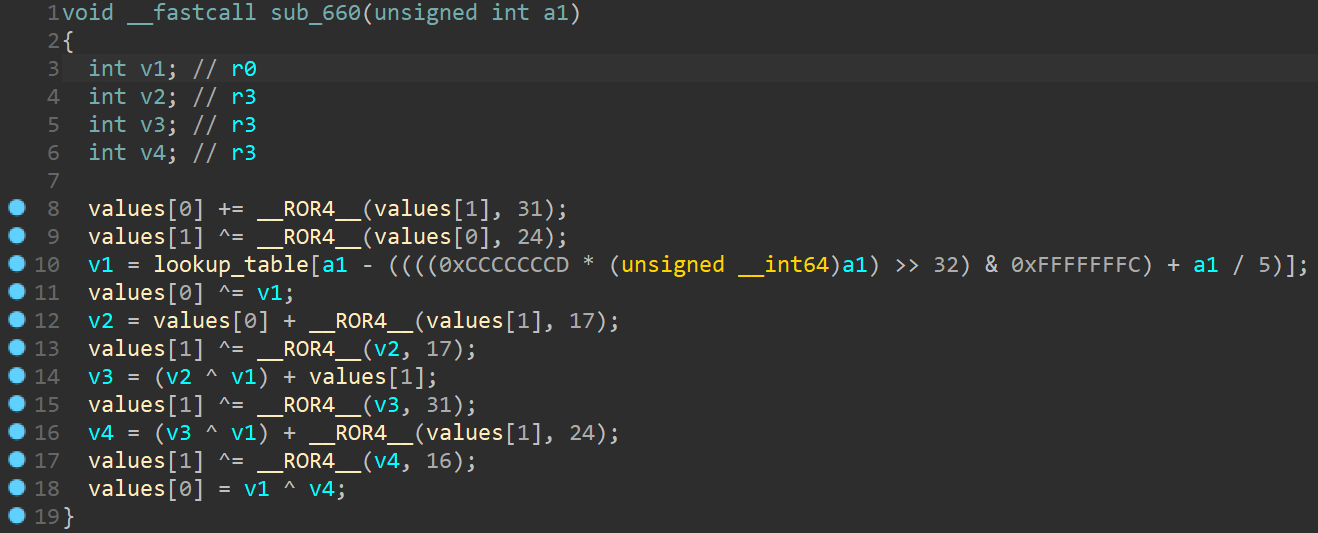 1 void __fastcall sub_660(unsigned int a1)
2 {
3   int v1; // r0
4   int v2; // r3
5   int v3; // r3
6   int v4; // r3
7
8   values[0] += __ROR4__(values[1], 31);
9   values[1] ^= __ROR4__(values[0], 24);
10   v1 = lookup_table[a1 - ((((0xCCCCCCCD * (unsigned __int64)a1) >> 32) & 0xFFFFFFFC) + a1 / 5)];
11   values[0] ^= v1;
12   v2 = values[0] + __ROR4__(values[1], 17);
13   values[1] ^= __ROR4__(v2, 17);
14   v3 = (v2 ^ v1) + values[1];
15   values[1] ^= __ROR4__(v3, 31);
16   v4 = (v3 ^ v1) + __ROR4__(values[1], 24);
17   values[1] ^= __ROR4__(v4, 16);
18   values[0] = v1 ^ v4;
19 }